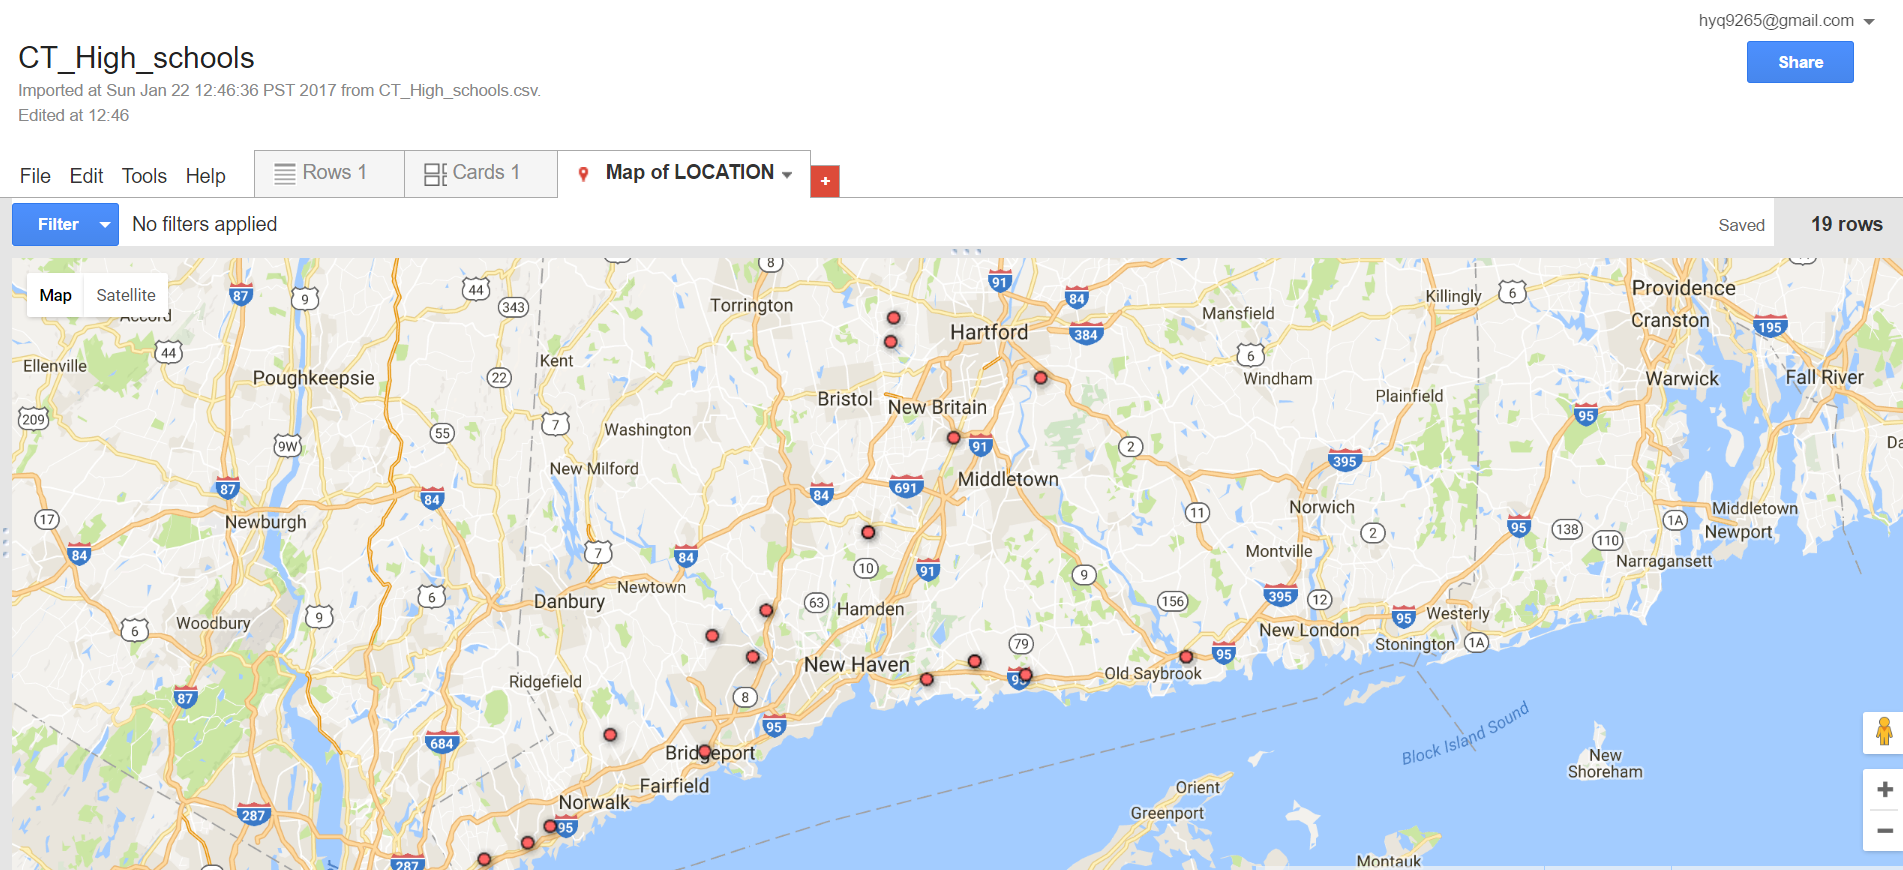 hyq9265@gmail.com
CT_High_schools
Share
Imported at Sun Jan 22 12:46:36 PST 2017 from CT_High_schools.csv.
Edited at 12:46
File Edit Tools Help Rows 1 Cards 1 Map of LOCATION +
Filter No filters applied Saved 19 rows
Map Satellite
8
91
84
44
87
9
343
Torrington
Killingly
6
Providence
Accord
Mansfield
Cranston
195
Hartford
384
44
Kent
6
Ellenville
Poughkeepsie
22
Windham
Warwick
Fall River
Bristol
New Britain
Plainfield
95
209
7
Washington
55
9W
91
2
395
New Milford
Middletown
87
84
84
691
Norwich
Middletown
17
Newburgh
11
95
138
1A
Newport
2
110
84
7
84
Montville
Narragansett
10
91
9
Newtown
6
Danbury
63
Hamden
156
395
12
95
Westerly
9
Woodbury
6
New London
79
Stonington
1A
New Haven
95
Old Saybrook
95
Ridgefield
87
8
95
684
Bridgeport
Block Island Sound
New
Shoreham
Fairfield
Orient
Norwalk
Greenport
287
95
287
Montauk